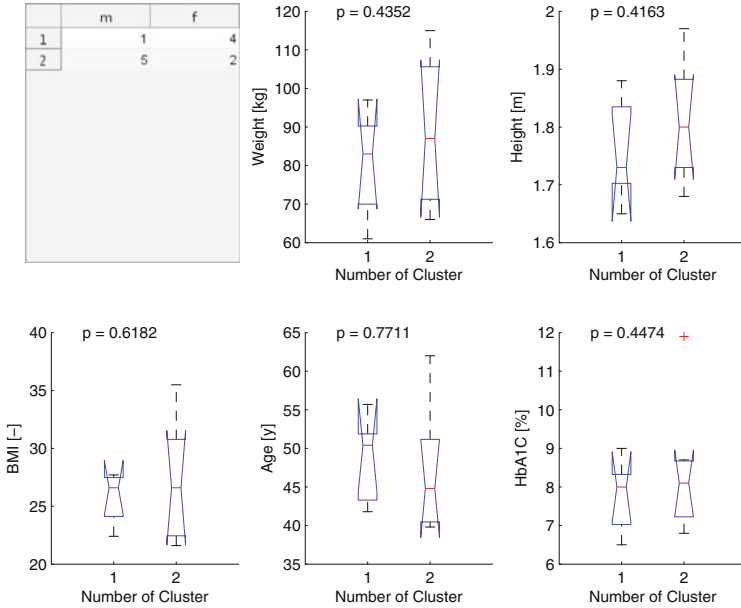 m f
1 1 4
2 5 2
p = 0.4352
120
110
100
90
80
70
60
Weight [kg]
1 2
Number of Cluster
p = 0.4163
2
1.9
1.8
1.7
1.6
Height [m]
1 2
Number of Cluster
p = 0.6182
40
35
30
25
20
BMI [–]
1 2
Number of Cluster
p = 0.7711
65
60
55
50
45
40
35
Age [y]
1 2
Number of Cluster
p = 0.4474
12
11
10
9
8
7
6
HbA1C [%]
1 2
Number of Cluster